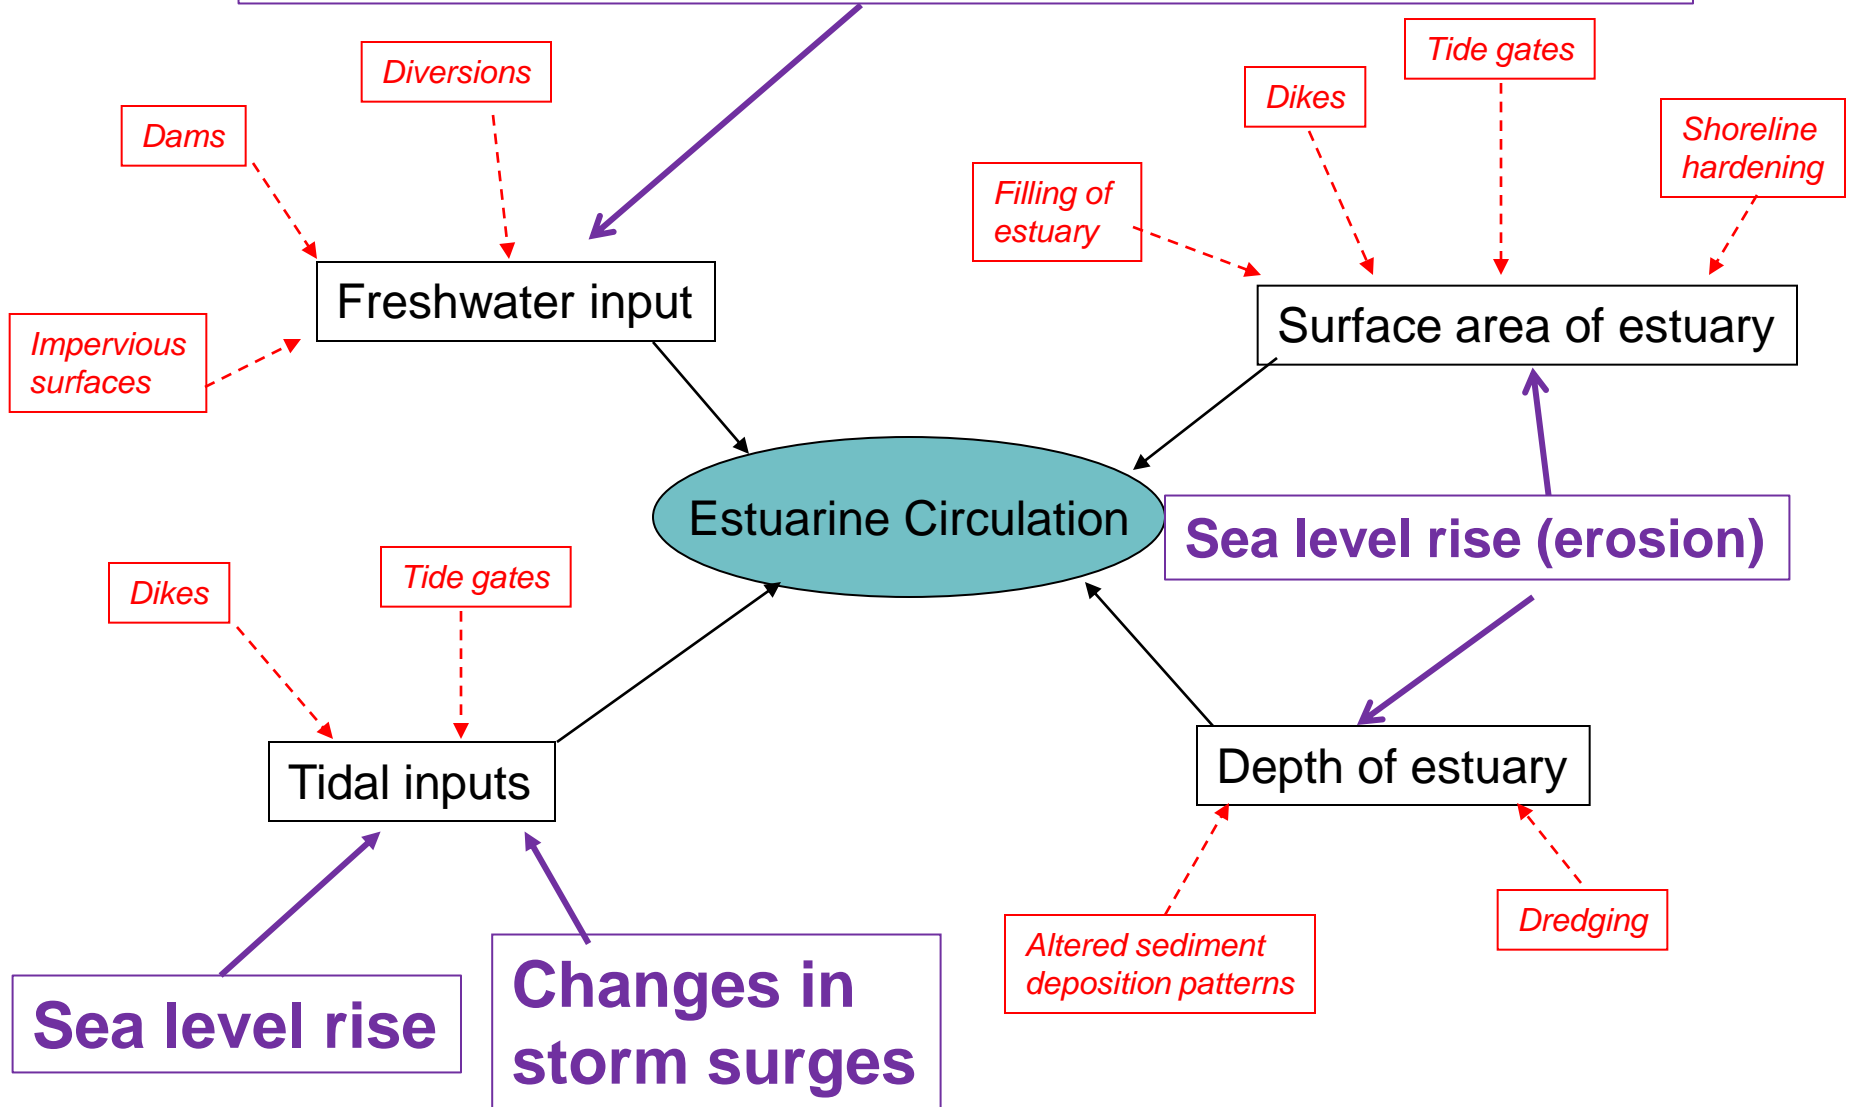 Diversions
Tide gates
Dikes
Dams
Shoreline
hardening
Filling of
estuary
Freshwater input
Surface area of estuary
Impervious
surfaces
Estuarine Circulation
Sea level rise (erosion)
Dikes
Tide gates
Tidal inputs
Depth of estuary
Altered sediment
deposition patterns
Dredging
Sea level rise
Changes in
storm surges